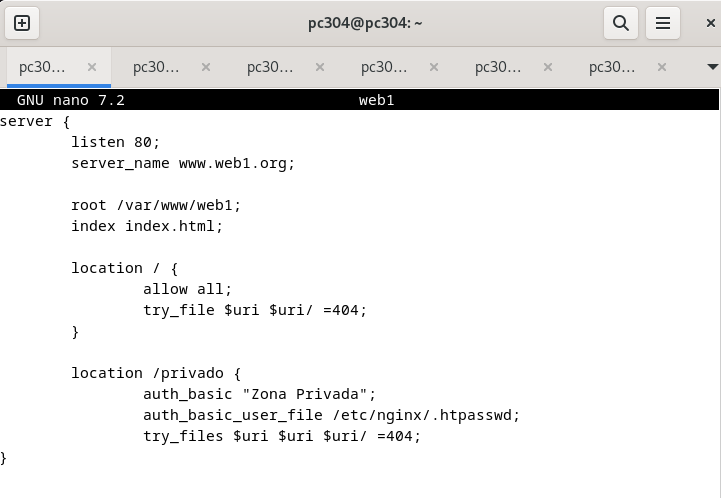 pc304@pc304: ~
pc30... pc30... pc30... pc30... pc30... pc30...
GNU nano 7.2 web1
server {
listen 80;
server_name www.web1.org;
root /var/www/web1;
index index.html;
location / {
allow all;
try_file $uri $uri/ =404;
}
location /privado {
auth_basic "Zona Privada";
auth_basic_user_file /etc/nginx/.htpasswd;
try_files $uri $uri $uri/ =404;
}